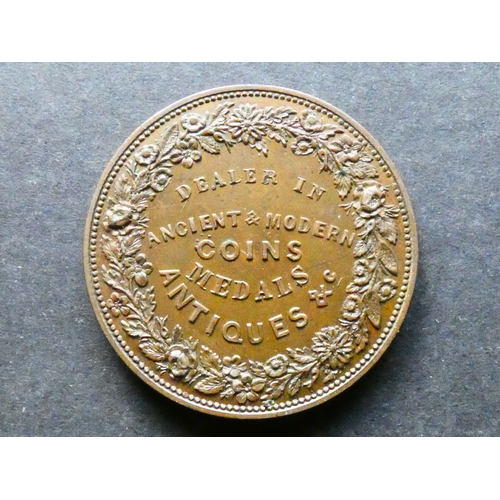 DEALER IN
ANCIENT & MODERN
COINS
MEDALS
ANTIQUES &c